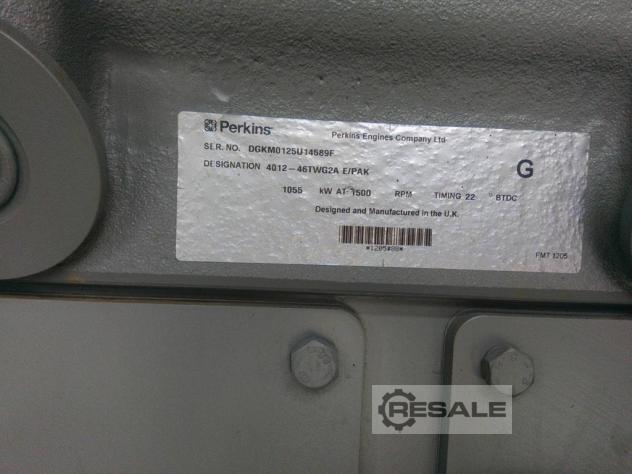 Perkins
Perkins Engines Company Ltd
SER. NO. DGKM0125U14589F
DESIGNATION 4012-46TWG2A E/PAK
G
1055 kW AT 1500 RPM TIMING 22 ° BTDC
Designed and Manufactured in the U.K.
FMT 1205
RESALE